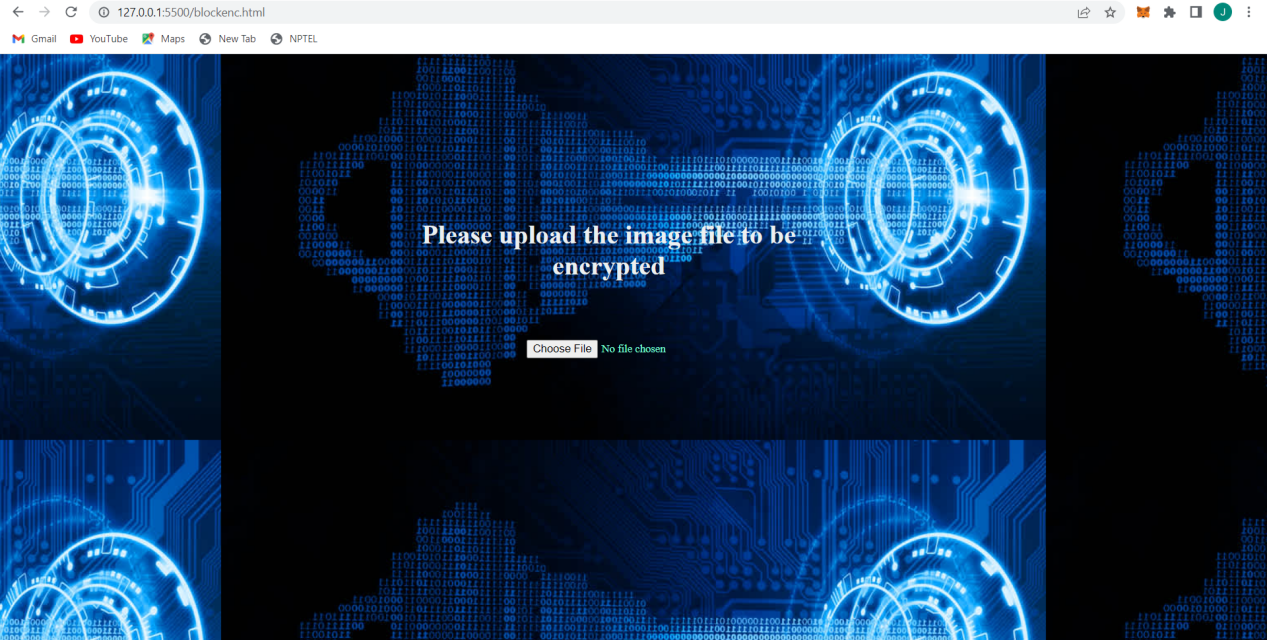 127.0.0.1:5500/blockenc.html
J
Gmail YouTube Maps New Tab NPTEL
Please upload the image file to be
encrypted
Choose File No file chosen